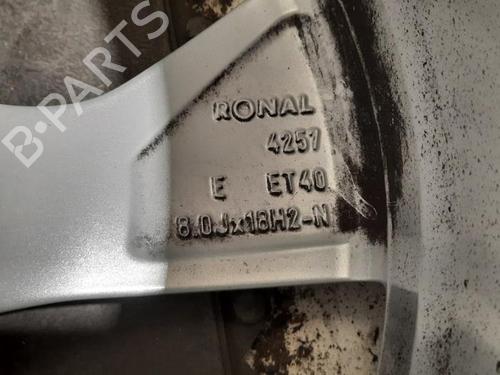 B-PARTS
RONAL
4257
E ET40
8.0Jx18H2-N